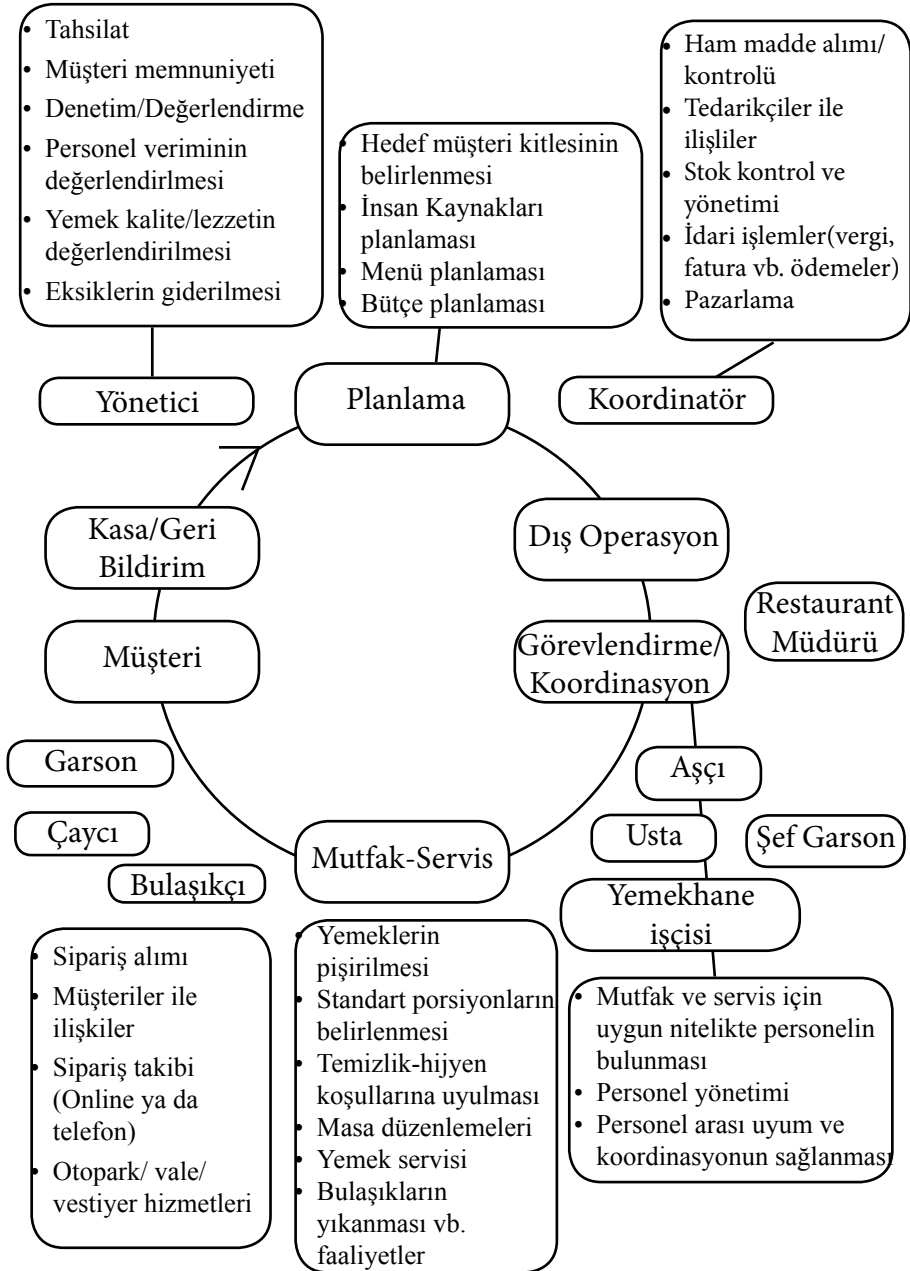 • Tahsilat
• Müşteri memnuniyeti
• Denetim/Değerlendirme
• Personel veriminin
değerlendirlmesi
• Yemek kalite/lezzetin
değerlendirilmesi
• Eksiklerin giderilmesi
• Hedef müşteri kitlesinin
belirlenmesi
• İnsan Kaynakları
planlaması
• Menü planlaması
• Bütçe planlaması
• Ham madde alımı/
kontrolü
• Tedarikçiler ile
ilişliler
• Stok kontrol ve
yönetimi
• İdari işlemler(vergi,
fatura vb. ödemeler)
• Pazarlama
Yönetici
Planlama
Koordinatör
Kasa/Geri
Bildirim
Dış Operasyon
Müşteri
Görevlendirme/
Koordinasyon
Restaurant
Müdürü
Garson
Çaycı
Bulaşıkçı
Mutfak-Servis
Aşçı
Usta
Şef Garson
Yemekhane
işçisi
• Sipariş alımı
• Müşteriler ile
ilişkiler
• Sipariş takibi
(Online ya da
telefon)
• Otopark/ vale/
vestiyer hizmetleri
• Yemeklerin
pişirilmesi
• Standart porsiyonların
belirlenmesi
• Temizlik-hijyen
koşullarına uyulması
• Masa düzenlemeleri
• Yemek servisi
• Bulaşıkların
yıkanması vb.
faaliyetler
• Mutfak ve servis için
uygun nitelikte personelin
bulunması
• Personel yönetimi
• Personel arası uyum ve
koordinasyonun sağlanması